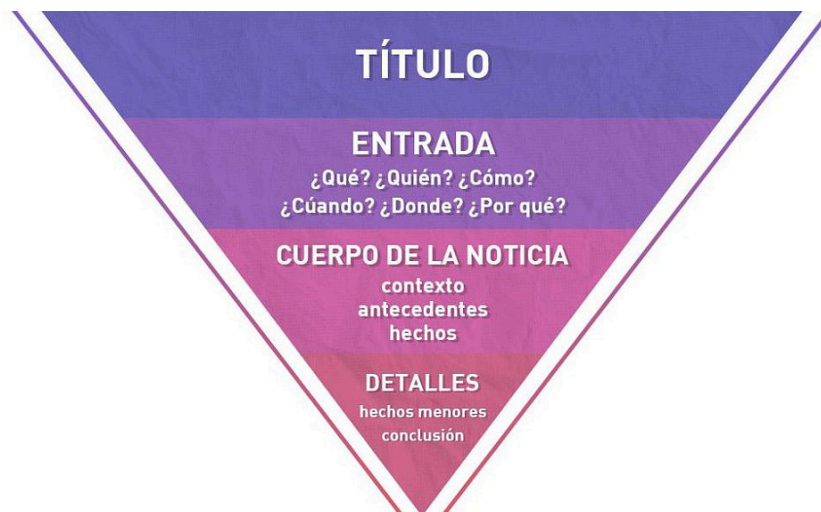 TÍTULO
ENTRADA
¿Qué? ¿Quién? ¿Cómo?
¿Cúando? ¿Donde? ¿Por qué?
CUERPO DE LA NOTICIA
contexto
antecedentes
hechos
DETALLES
hechos menores
conclusión